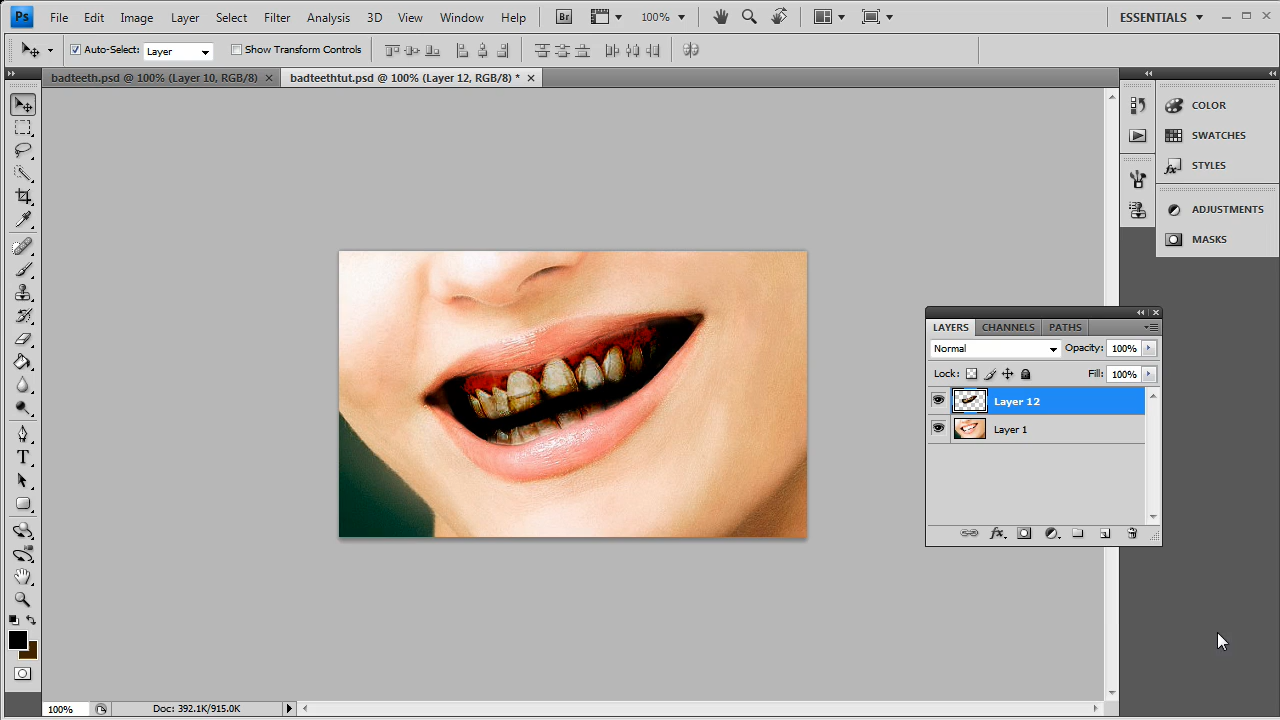 Ps File Edit Image Layer Select Filter Analysis 3D View Window Help Br 100% ESSENTIALS
Auto-Select: Layer Show Transform Controls
badteeth.psd @ 100% (Layer 10, RGB/8) badteethtut.psd @ 100% (Layer 12, RGB/8) *
COLOR
SWATCHES
STYLES
ADJUSTMENTS
MASKS
LAYERS CHANNELS PATHS
Normal Opacity: 100%
Lock: Fill: 100%
Layer 12
Layer 1
fx
T
100% Doc: 392.1K/915.0K